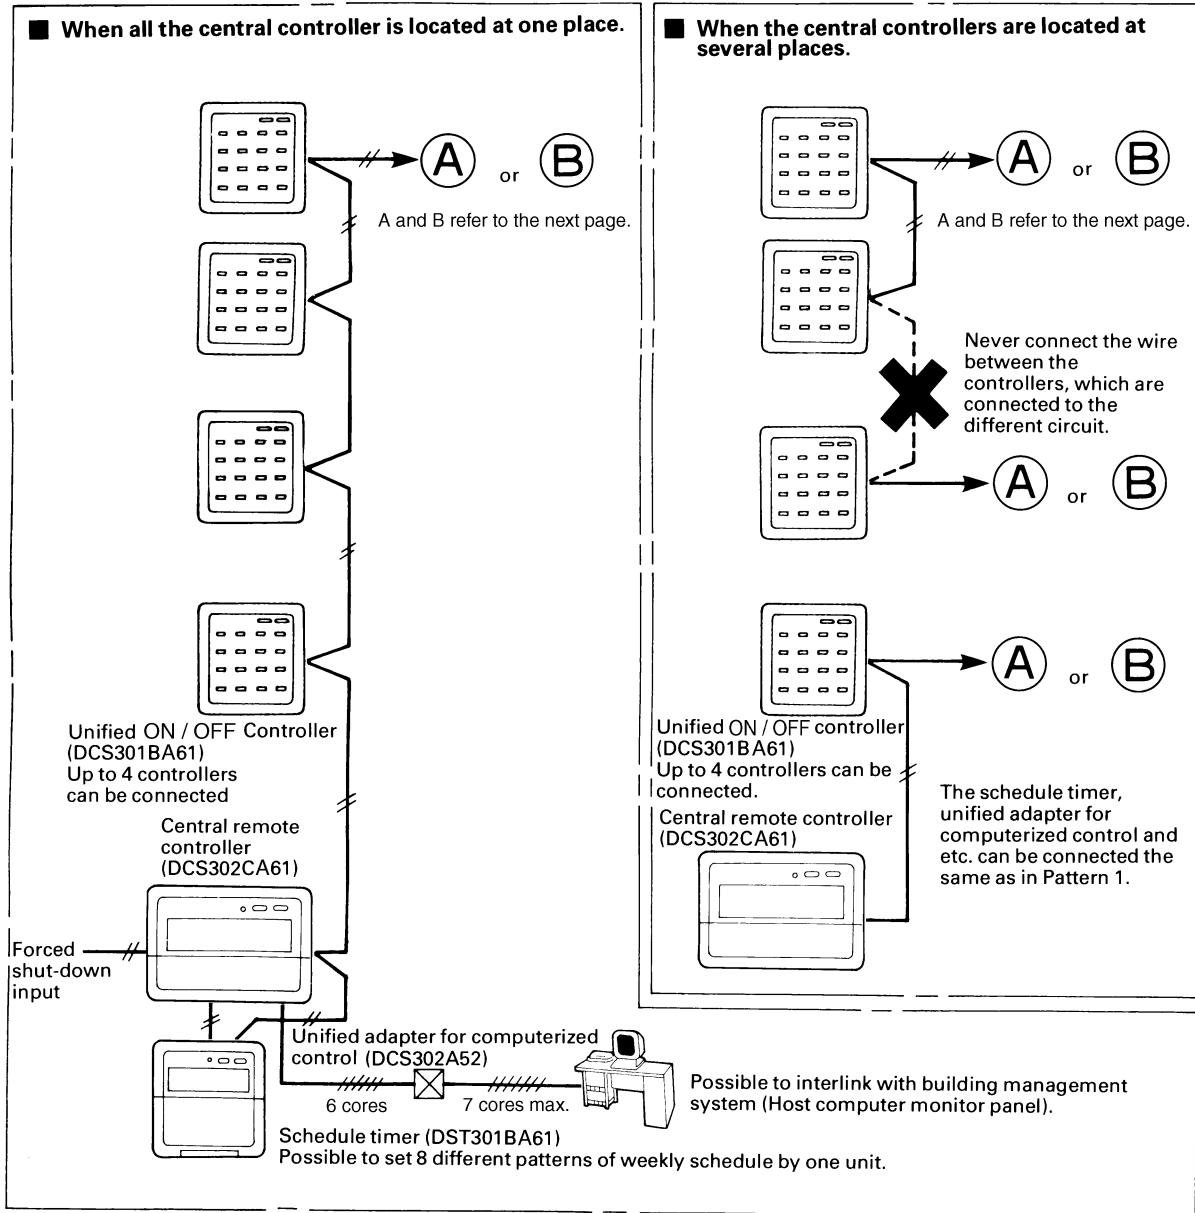 ■ When all the central controller is located at one place.
A or B
A and B refer to the next page.
Unified ON / OFF Controller
(DCS301BA61)
Up to 4 controllers
can be connected
Central remote
controller
(DCS302CA61)
Forced
shut-down
input
Unified adapter for computerized
control (DCS302A52)
6 cores
7 cores max.
Possible to interlink with building management
system (Host computer monitor panel).
Schedule timer (DST301BA61)
Possible to set 8 different patterns of weekly schedule by one unit.
■ When the central controllers are located at
several places.
A or B
A and B refer to the next page.
Never connect the wire
between the
controllers, which are
connected to the
different circuit.
A or B
A or B
Unified ON / OFF controller
(DCS301BA61)
Up to 4 controllers can be
connected.
Central remote controller
(DCS302CA61)
The schedule timer,
unified adapter for
computerized control and
etc. can be connected the
same as in Pattern 1.